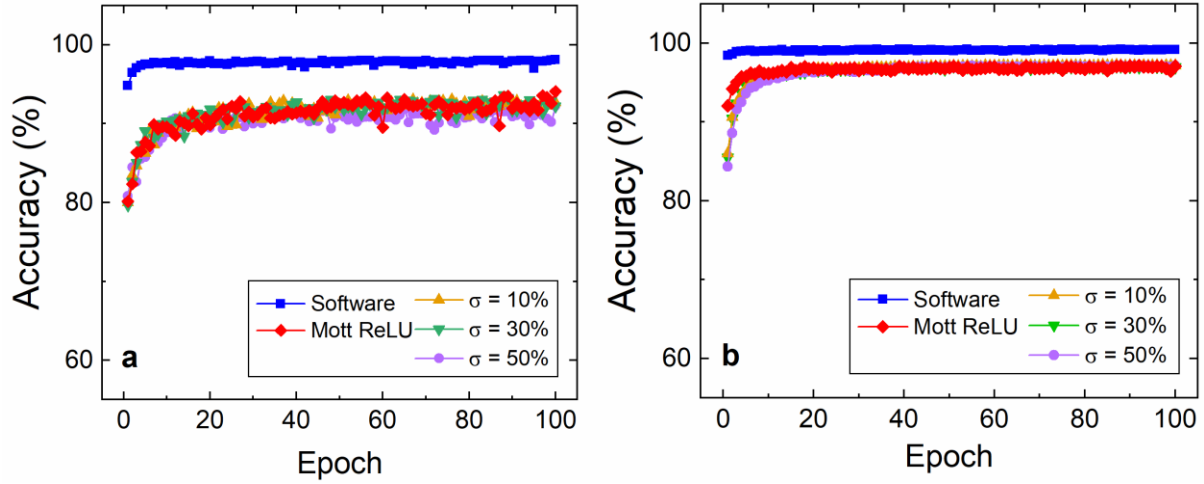 100
80
60
Accuracy (%)
0 20 40 60 80 100
Epoch
Software
Mott ReLU
σ = 10%
σ = 30%
σ = 50%
a
100
80
60
Accuracy (%)
0 20 40 60 80 100
Epoch
Software
Mott ReLU
σ = 10%
σ = 30%
σ = 50%
b